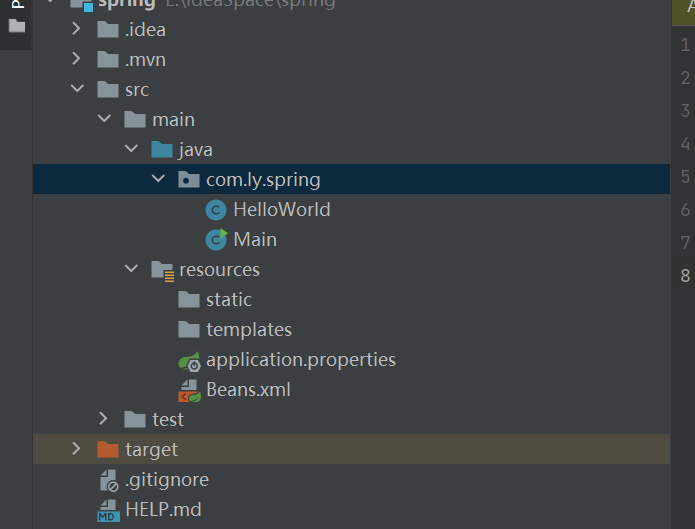 spring E:\IdeaSpace\spring
.idea
.mvn
src
main
java
com.ly.spring
HelloWorld
Main
resources
static
templates
application.properties
Beans.xml
test
target
.gitignore
HELP.md
1
2
3
4
5
6
7
8